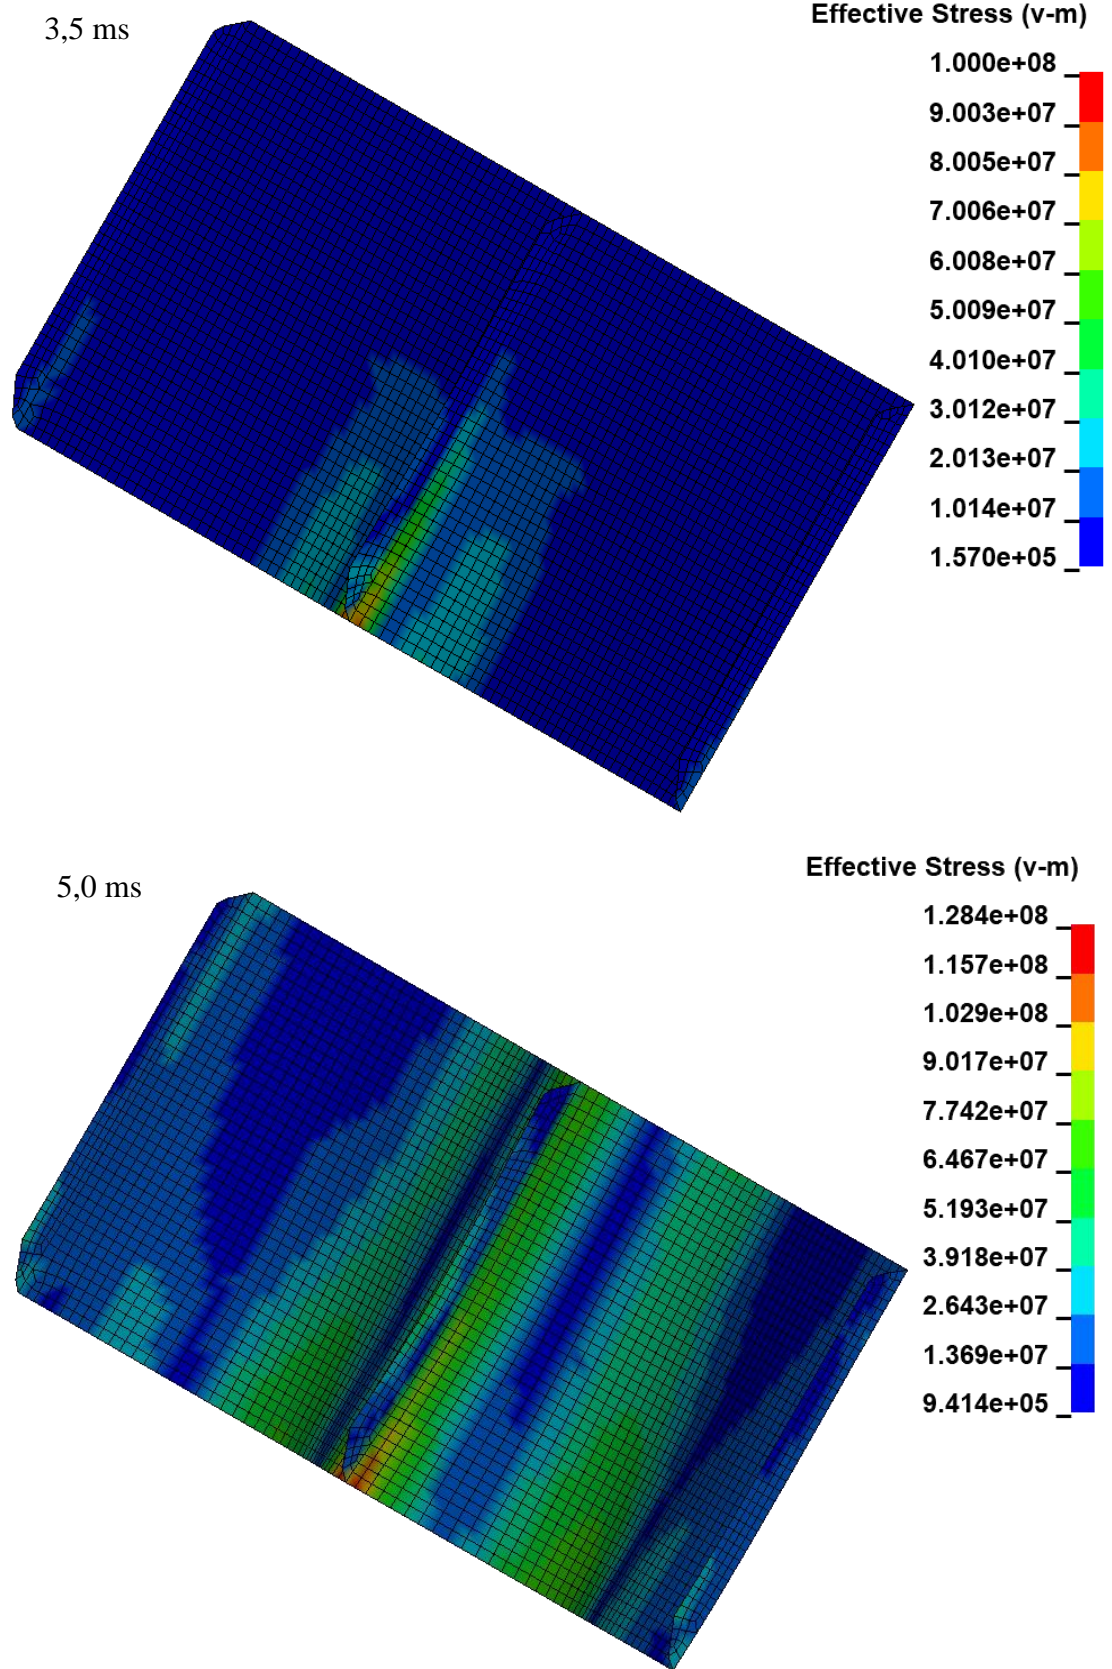 3,5 ms
Effective Stress (v-m)
1.000e+08
9.003e+07
8.005e+07
7.006e+07
6.008e+07
5.009e+07
4.010e+07
3.012e+07
2.013e+07
1.014e+07
1.570e+05
5,0 ms
Effective Stress (v-m)
1.284e+08
1.157e+08
1.029e+08
9.017e+07
7.742e+07
6.467e+07
5.193e+07
3.918e+07
2.643e+07
1.369e+07
9.414e+05